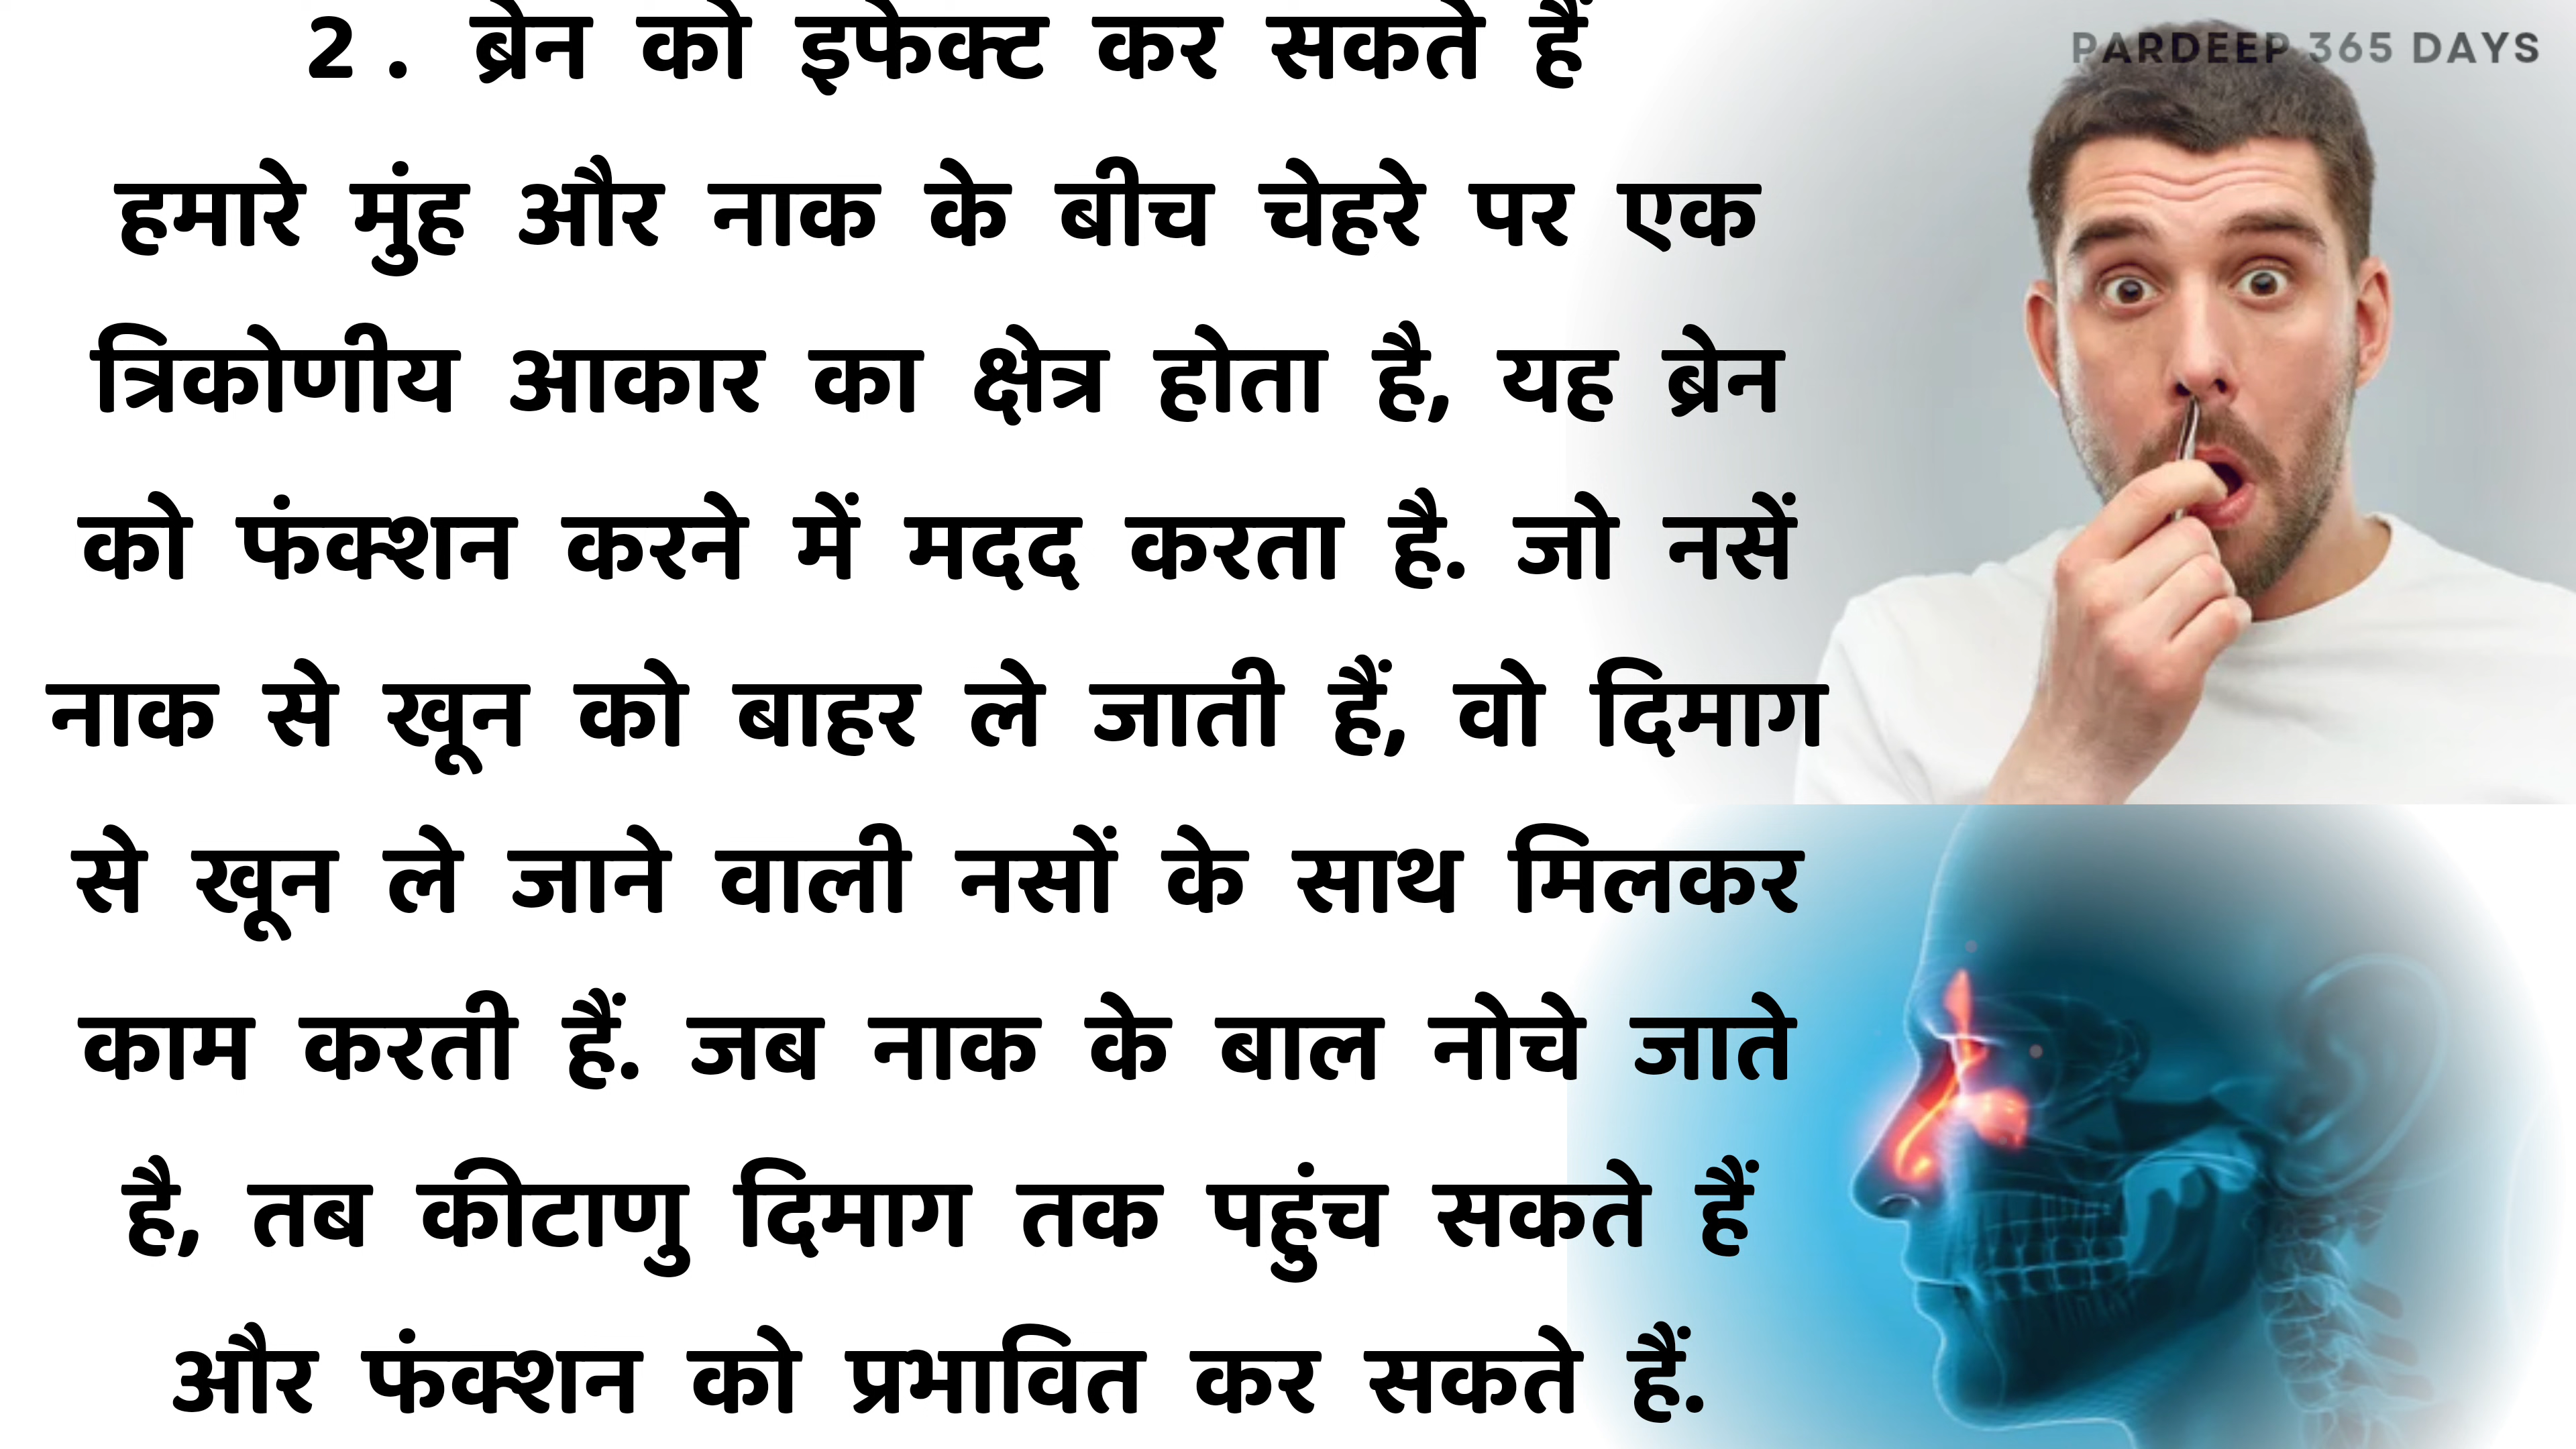 2 . ब्रेन को इफेक्ट कर सकते हैं
PARDEEP 365 DAYS
हमारे मुंह और नाक के बीच चेहरे पर एक
त्रिकोणीय आकार का क्षेत्र होता है, यह ब्रेन
को फंक्शन करने में मदद करता है. जो नसें
नाक से खून को बाहर ले जाती हैं, वो दिमाग
से खून ले जाने वाली नसों के साथ मिलकर
काम करती हैं. जब नाक के बाल नोचे जाते
है, तब कीटाणु दिमाग तक पहुंच सकते हैं
और फंक्शन को प्रभावित कर सकते हैं.